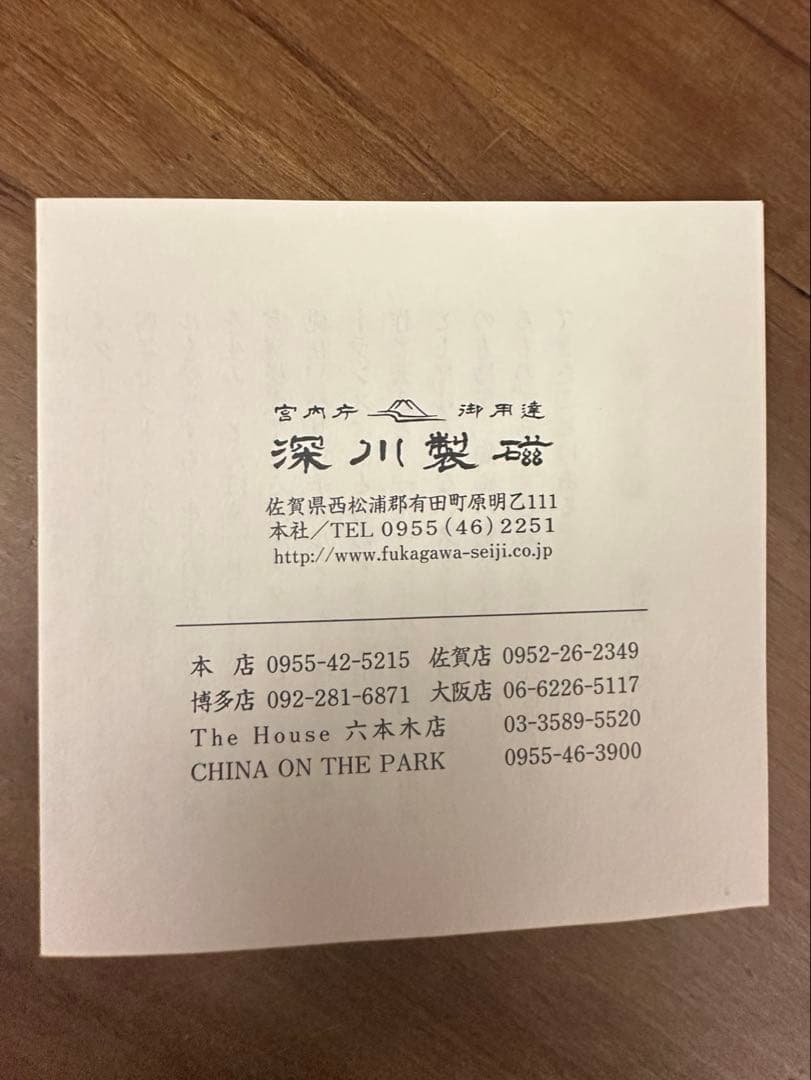 宮内庁 御用達
深川製磁
佐賀県西松浦郡有田町原明乙111
本社／TEL 0955(46)2251
http://www.fukagawa-seiji.co.jp
本 店 0955-42-5215 佐賀店 0952-26-2349
博多店 092-281-6871 大阪店 06-6226-5117
The House 六本木店 03-3589-5520
CHINA ON THE PARK 0955-46-3900